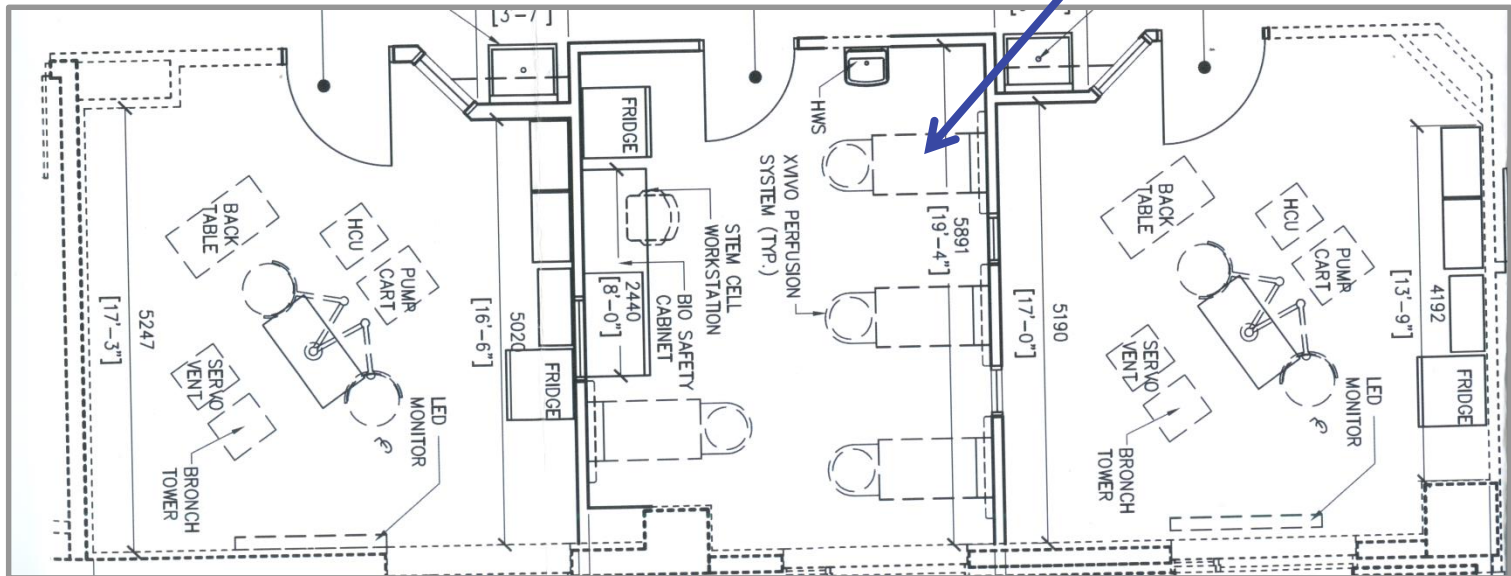 [3'-7"]
FRIDGE
HWS
XVIVO PERFUSION
SYSTEM (TYP.)
5891
[19'-4"]
BACK
TABLE
HCU
PUMP
CART
SERVO
VENT
BRONCH
TOWER
LED
MONITOR
5247
[17'-3"]
5020
[16'-6"]
FRIDGE
STEM CELL
WORKSTATION
BIO SAFETY
CABINET
2440
[8'-0"]
5190
[17'-0"]
BACK
TABLE
HCU
PUMP
CART
SERVO
VENT
BRONCH
TOWER
LED
MONITOR
4192
[13'-9"]
FRIDGE